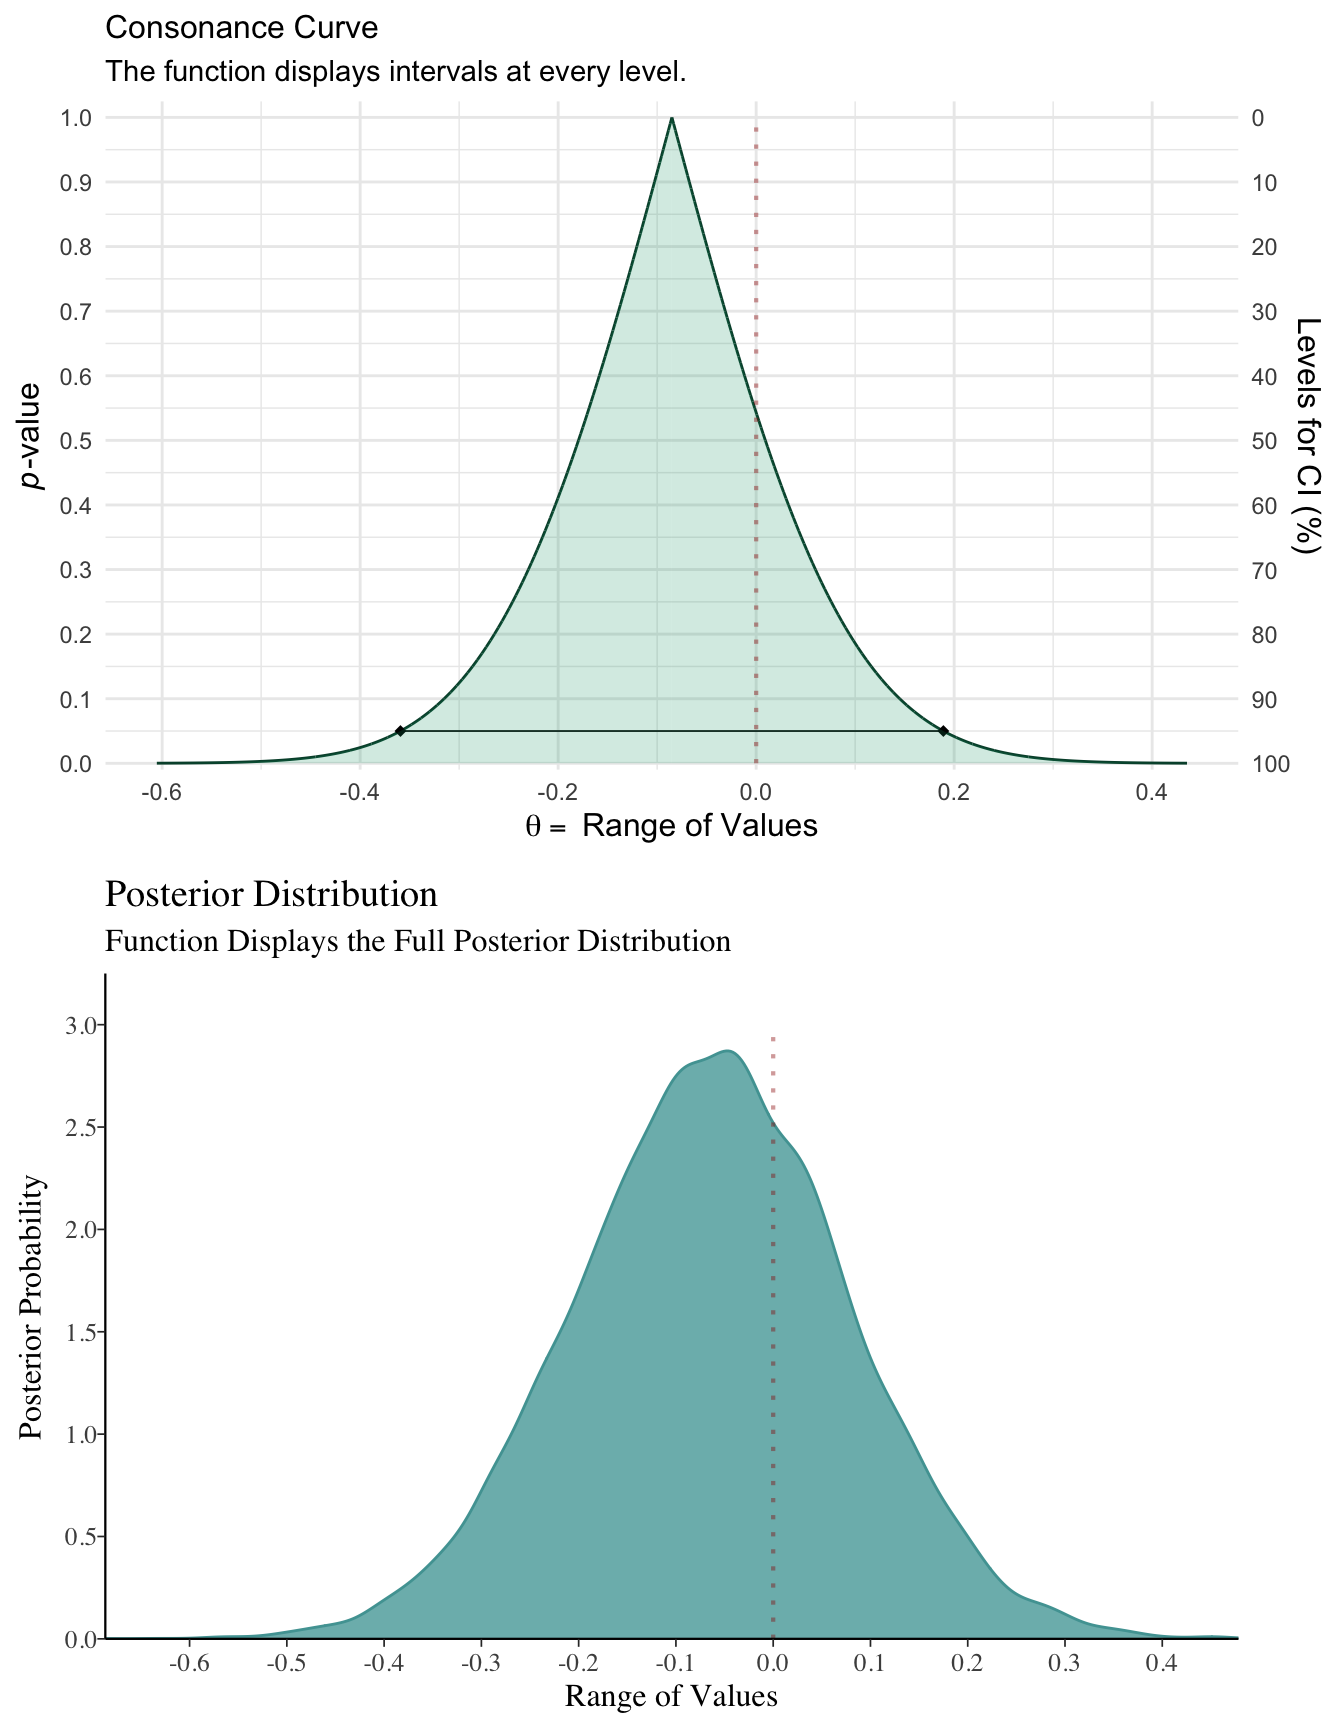 Consonance Curve
The function displays intervals at every level.
1.0
0.9
0.8
0.7
0.6
0.5
0.4
0.3
0.2
0.1
0.0
p-value
0
10
20
30
40
50
60
70
80
90
100
Levels for CI (%)
-0.6 -0.4 -0.2 0.0 0.2 0.4
θ = Range of Values
Posterior Distribution
Function Displays the Full Posterior Distribution
3.0
2.5
2.0
1.5
1.0
0.5
0.0
Posterior Probability
-0.6 -0.5 -0.4 -0.3 -0.2 -0.1 0.0 0.1 0.2 0.3 0.4
Range of Values